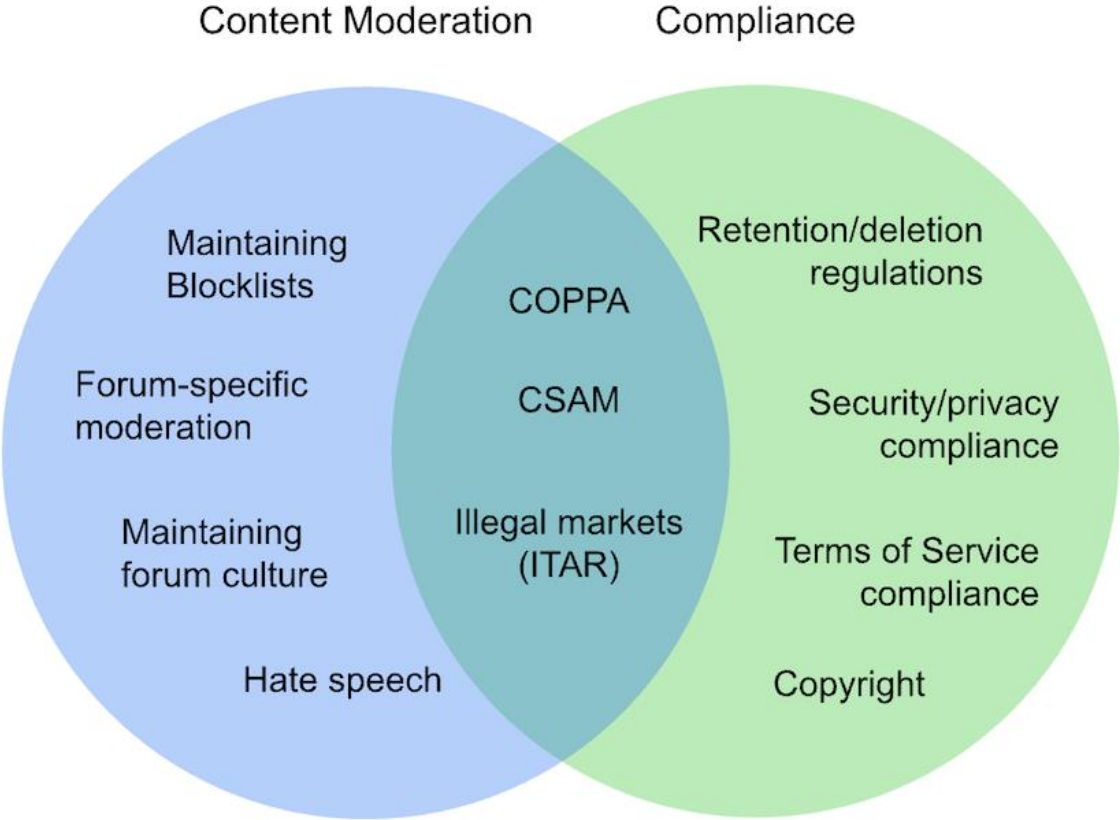 Content Moderation
Compliance
Maintaining
Blocklists
Forum-specific
moderation
Maintaining
forum culture
Hate speech
COPPA
CSAM
Illegal markets
(ITAR)
Retention/deletion
regulations
Security/privacy
compliance
Terms of Service
compliance
Copyright